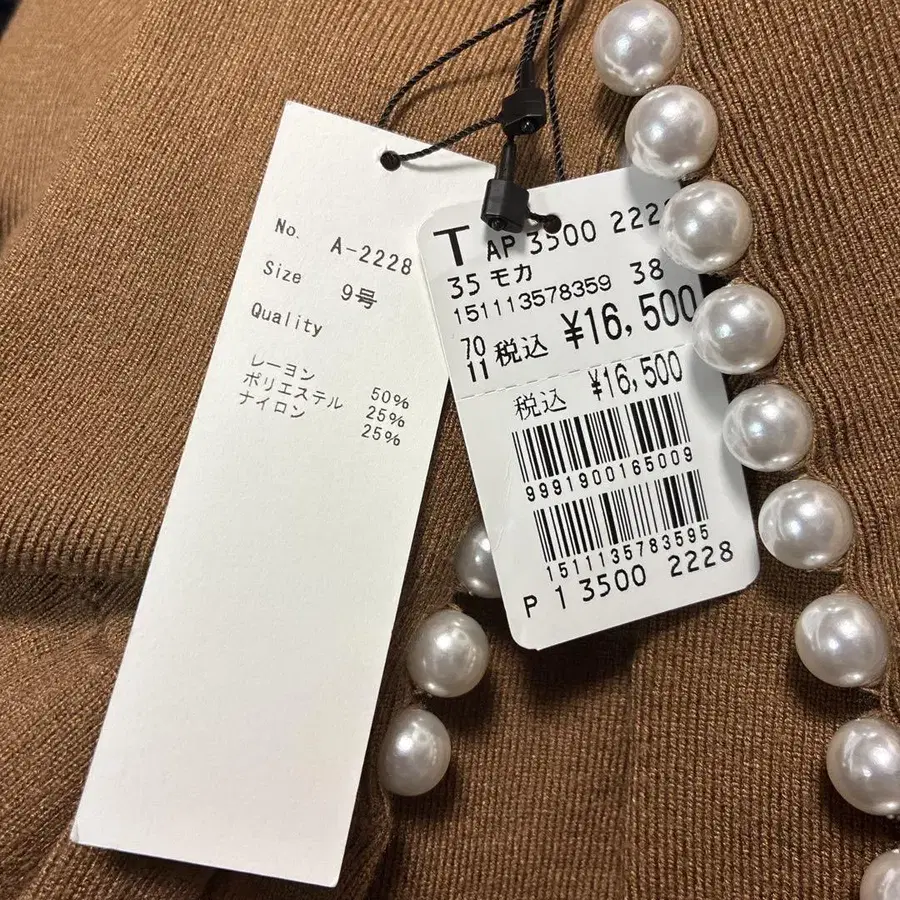 No. A-2228
Size 9号
Quality
レーヨン 50%
ポリエステル 25%
ナイロン 25%
T AP 3500 222
35 モカ 38
151113578359
70 11 税込 ¥16,500
税込 ¥16,500
9991900165009
1511135783595
P 1 3500 2228